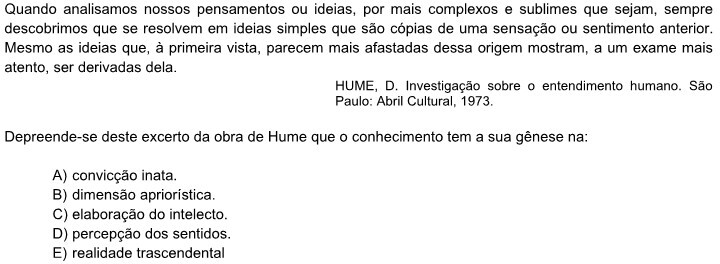 Quando analisamos nossos pensamentos ou ideias, por mais complexos e sublimes que sejam, sempre
descobrimos que se resolvem em ideias simples que são cópias de uma sensação ou sentimento anterior.
Mesmo as ideias que, à primeira vista, parecem mais afastadas dessa origem mostram, a um exame mais
atento, ser derivadas dela.
HUME, D. Investigação sobre o entendimento humano. São
Paulo: Abril Cultural, 1973.
Depreende-se deste excerto da obra de Hume que o conhecimento tem a sua gênese na:
A) convicção inata.
B) dimensão apriorística.
C) elaboração do intelecto.
D) percepção dos sentidos.
E) realidade trascendental